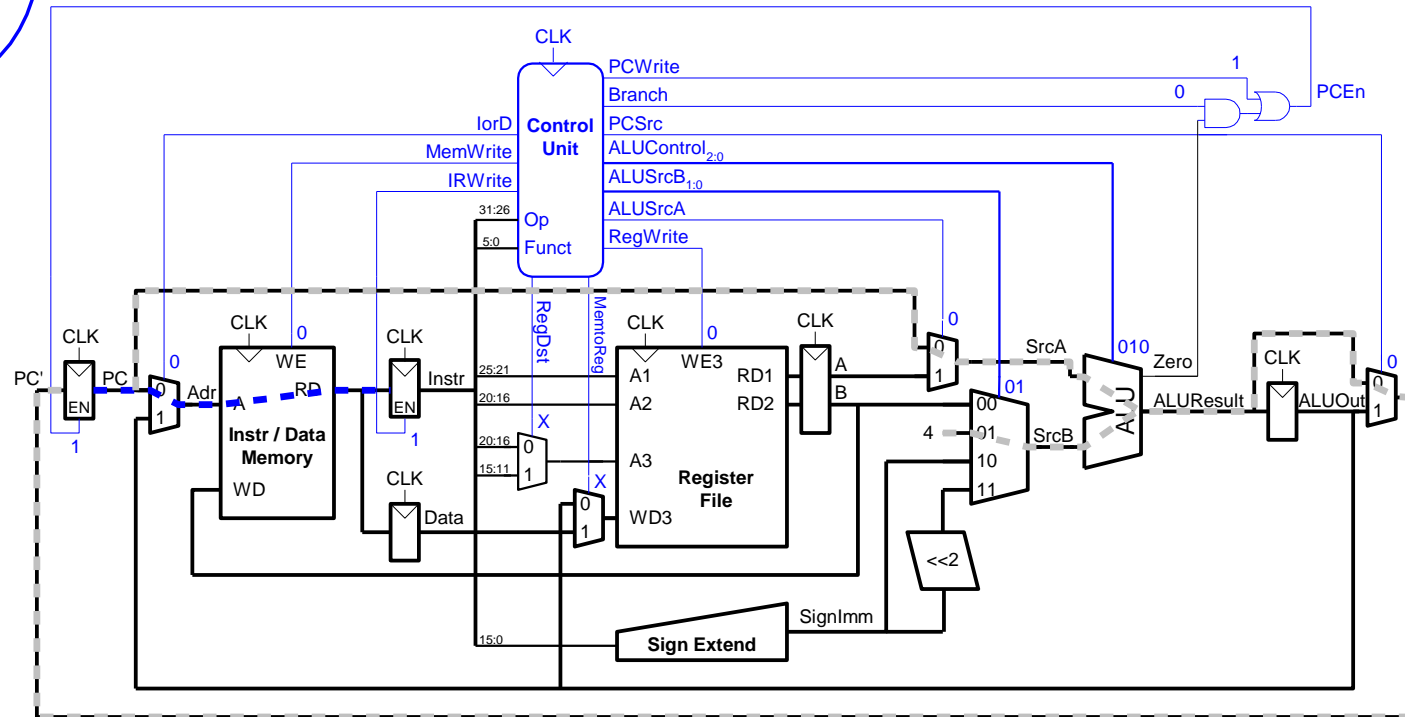 CLK
PCWrite
1
Branch
0
PCEn
IorD
Control
Unit
PCSrc
MemWrite
ALUControl2:0
IRWrite
ALUSrcB1:0
31:26
Op
ALUSrcA
5:0
Funct
RegWrite
RegDst
MemtoReg
CLK
CLK
CLK
CLK
CLK
0
0
0
0
010
0
CLK
PC'
PC
EN
1
0
1
Adr
WE
A
RD
Instr / Data
Memory
WD
EN
1
Instr
25:21
20:16
A1
A2
WE3
RD1
RD2
A
B
0
1
SrcA
Zero
ALU
ALUResult
ALUOut
0
1
01
00
01
10
11
4
SrcB
X
20:16
15:11
0
1
A3
Register
File
CLK
Data
X
0
1
WD3
<<2
SignImm
15:0
Sign Extend